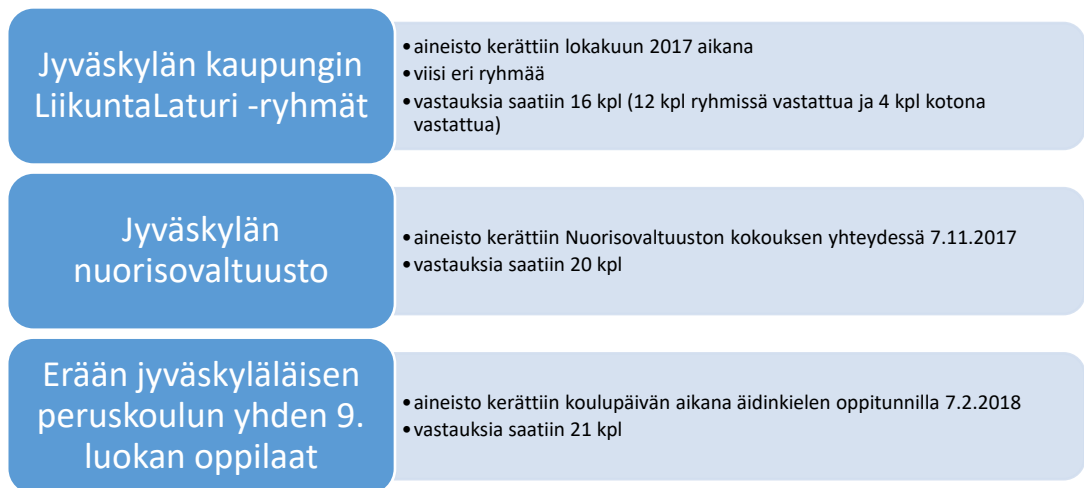 Jyväskylän kaupungin
LiikuntaLaturi -ryhmät
•aineisto kerättiin lokakuun 2017 aikana
•viisi eri ryhmää
•vastauksia saatiin 16 kpl (12 kpl ryhmissä vastattua ja 4 kpl kotona
vastattua)
Jyväskylän
nuorisovaltuusto
•aineisto kerättiin Nuorisovaltuuston kokouksen yhteydessä 7.11.2017
•vastauksia saatiin 20 kpl
Erään jyväskyläläisen
peruskoulun yhden 9.
luokan oppilaat
•aineisto kerättiin koulupäivän aikana äidinkielen oppitunnilla 7.2.2018
•vastauksia saatiin 21 kpl